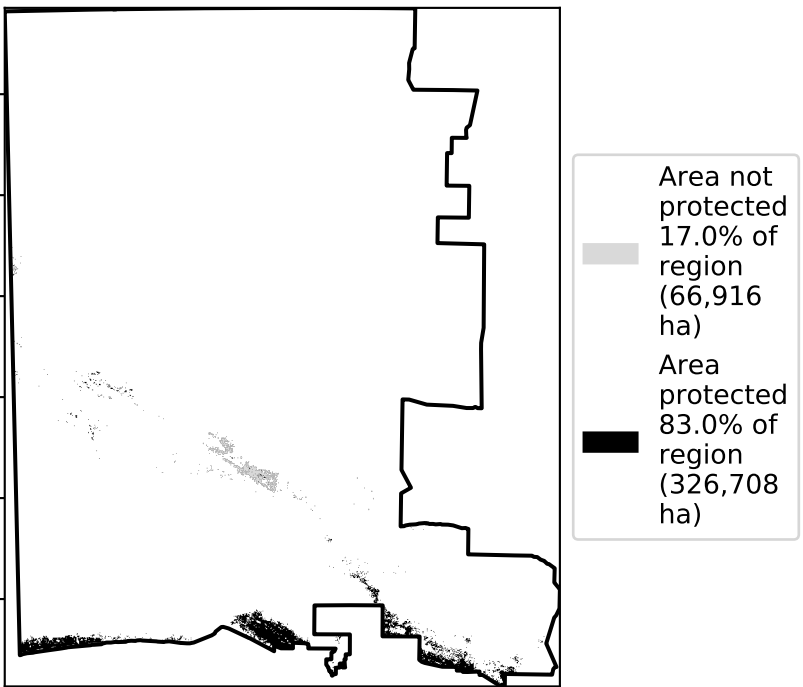 Area not
protected
17.0% of
region
(66,916
ha)
Area
protected
83.0% of
region
(326,708
ha)